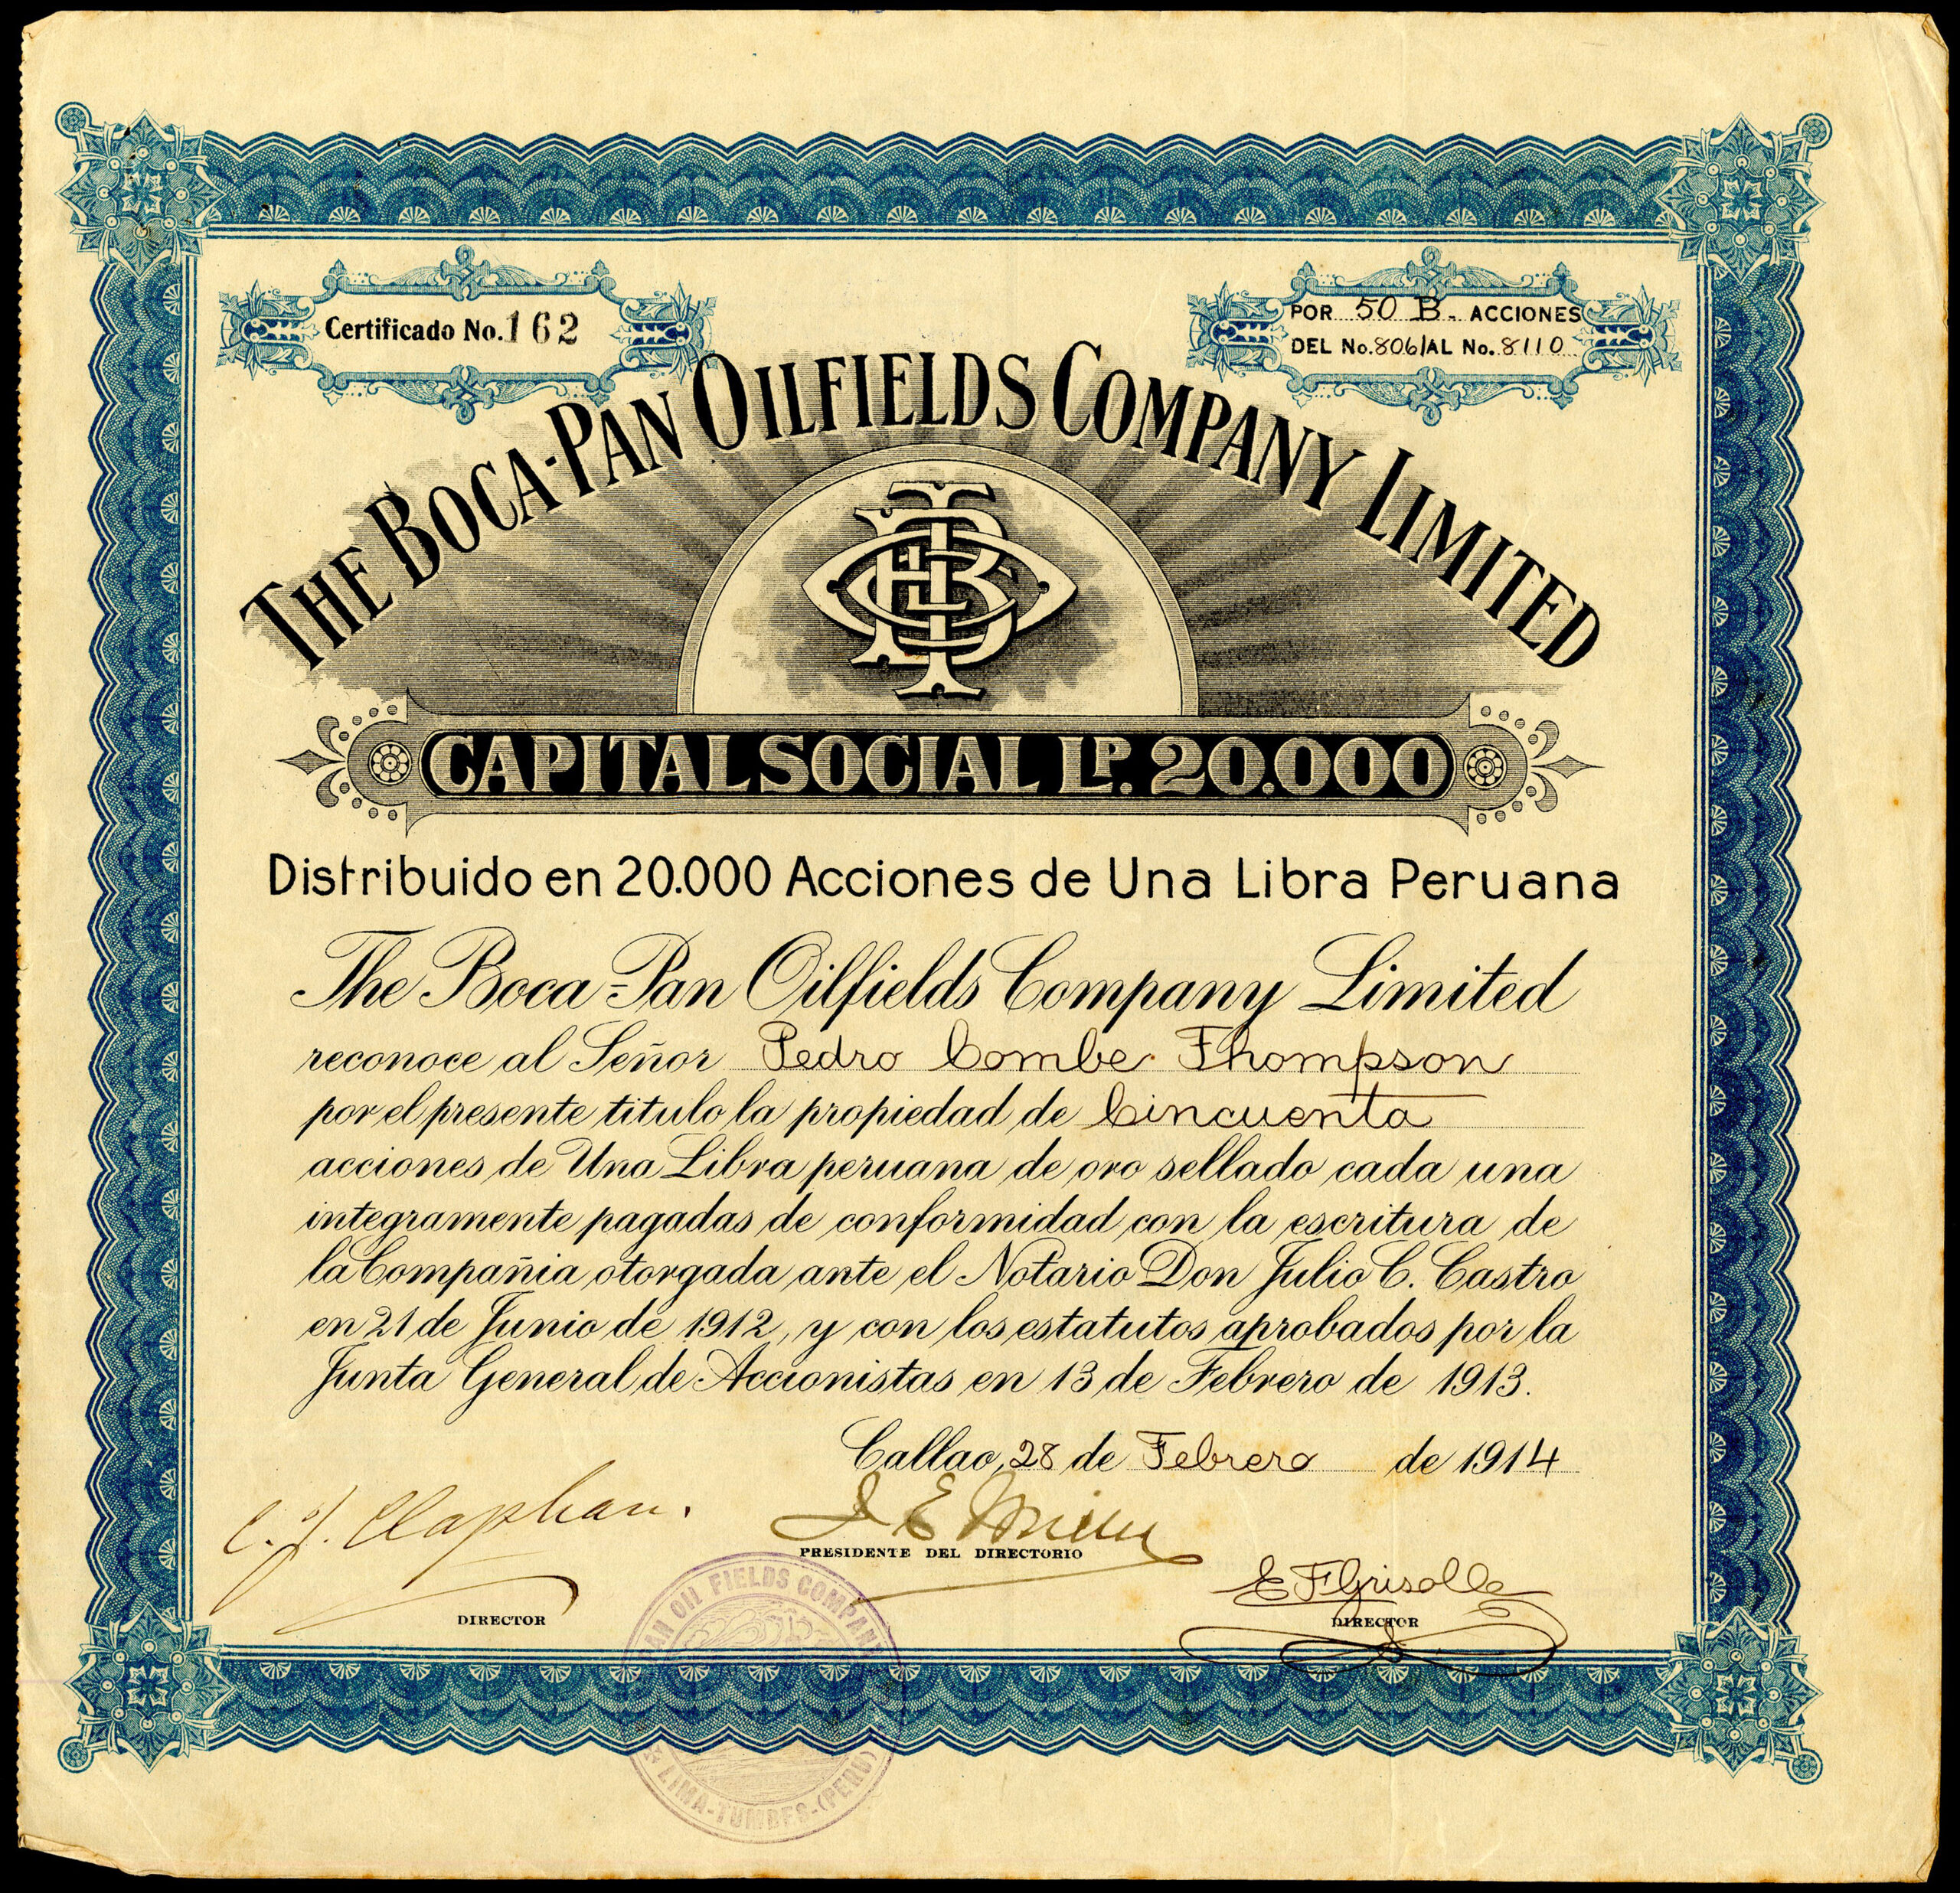 Certificado No. 162
POR 50 B. ACCIONES
DEL No. 8061 AL No. 8110
THE BOCA-PAN OILFIELDS COMPANY LIMITED
CAPITAL SOCIAL LP. 20.000
Distribuido en 20.000 Acciones de Una Libra Peruana
The Boca-Pan Oilfields Company Limited
reconoce al Señor Pedro Combe Thompson
por el presente titulo la propiedad de Cincuenta
acciones de Una Libra peruana de oro sellado cada una
integramente pagadas de conformidad con la escritura de
la Compañia otorgada ante el Notario Don Julio C. Castro
en 21 de Junio de 1912, y con los estatutos aprobados por la
Junta General de Accionistas en 13 de Febrero de 1913.
Callao, 28 de Febrero de 1914
PRESIDENTE DEL DIRECTORIO
DIRECTOR
DIRECTOR
PAN OIL FIELDS COMPANY
LIMA-TUMBES-(PERU)